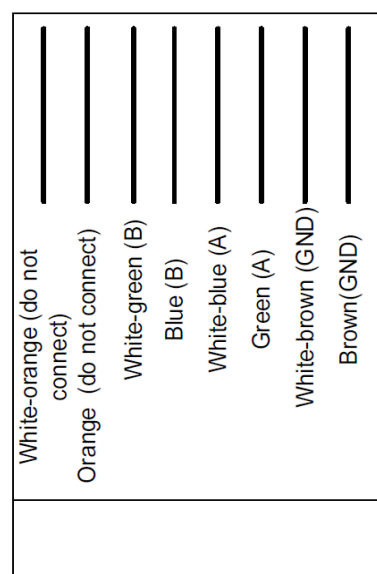 White-orange (do not
connect)
Orange  (do not connect)
White-green (B)
Blue (B)
White-blue (A)
Green (A)
White-brown (GND)
Brown(GND)